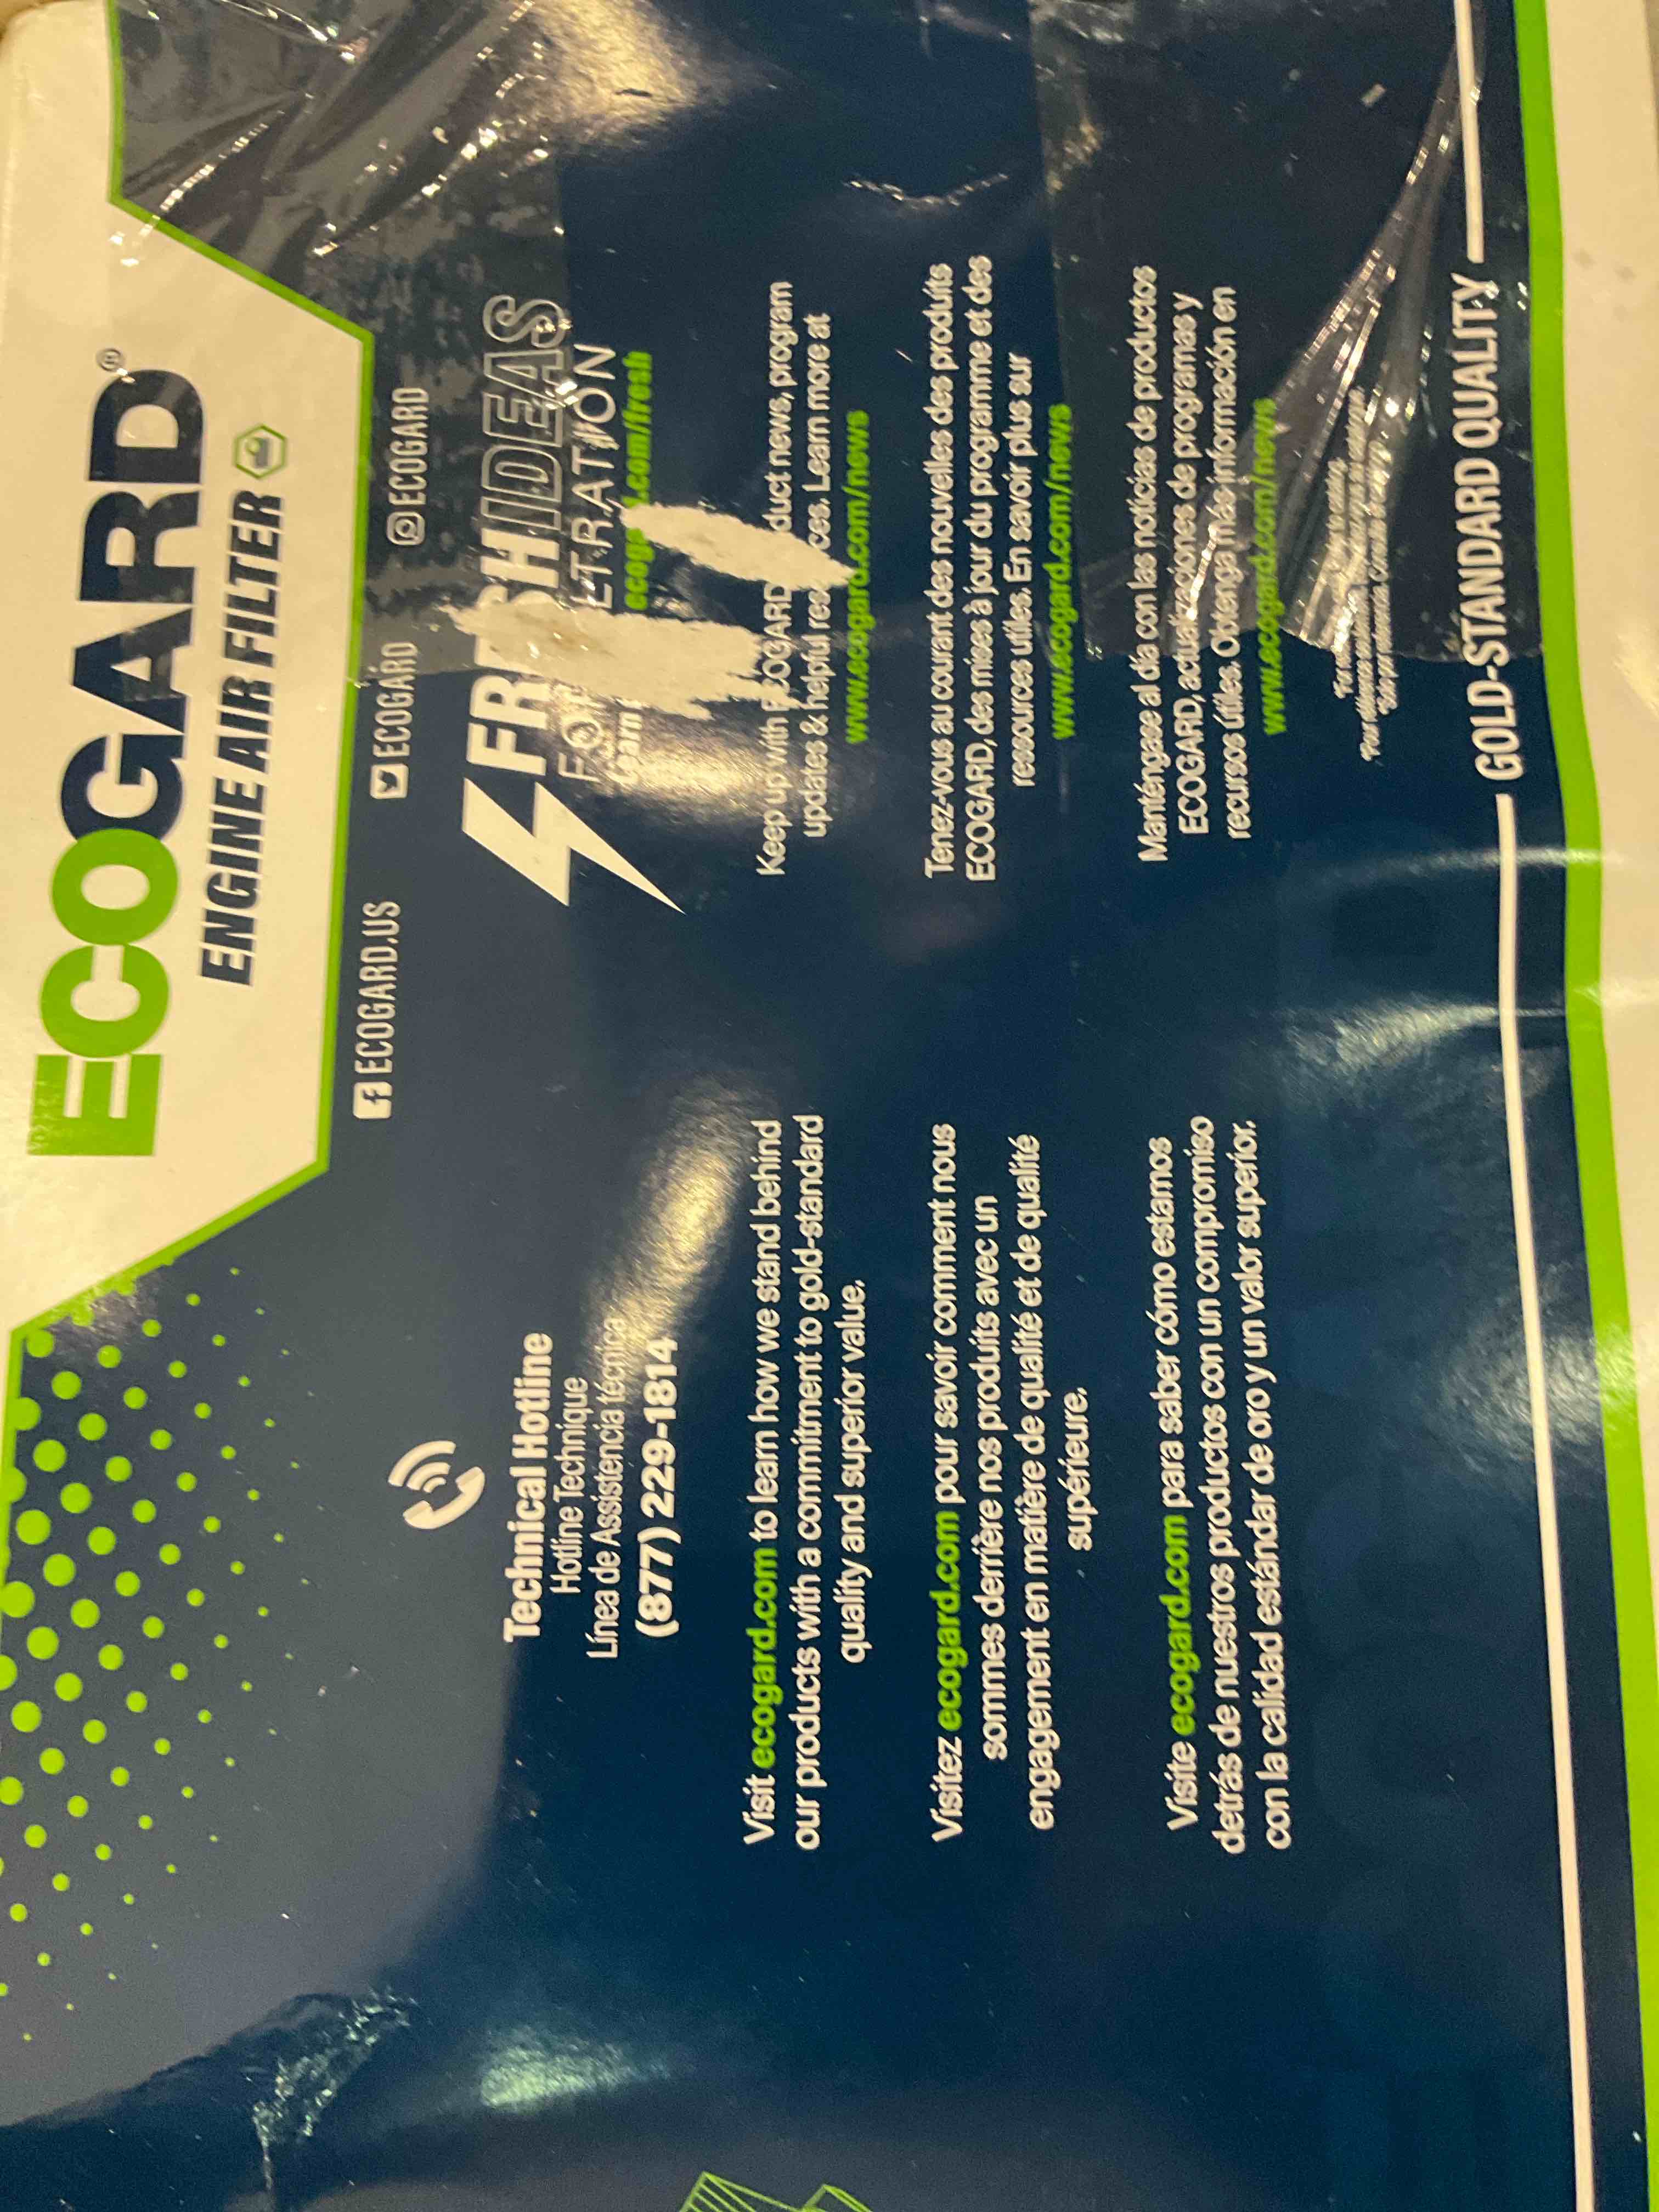 ECOGARD®
ENGINE AIR FILTER
ECOGARD.US
ECOGARD
ECOGARD
Technical Hotline
Hotline Technique
Línea de Assistencia técnica
(877) 229-1814
Visit ecogard.com to learn how we stand behind
our products with a commitment to gold-standard
quality and superior value.
Visitez ecogard.com pour savoir comment nous
sommes derrière nos produits avec un
engagement en matière de qualité et de qualité
supérieure.
Visite ecogard.com para saber cómo estamos
detrás de nuestros productos con un compromiso
con la calidad estándar de oro y un valor superior.
FRESH IDEAS
Keep up with ECOGARD product news, program
updates & helpful resources. Learn more at
www.ecogard.com/news
Tenez-vous au courant des nouvelles des produits
ECOGARD, des mises à jour du programme et des
ressources utiles. En savoir plus sur
www.ecogard.com/news
Manténgase al día con las noticias de productos
ECOGARD, actualizaciones de programas y
recursos útiles. Obtenga más información en
www.ecogard.com/news
GOLD-STANDARD QUALITY